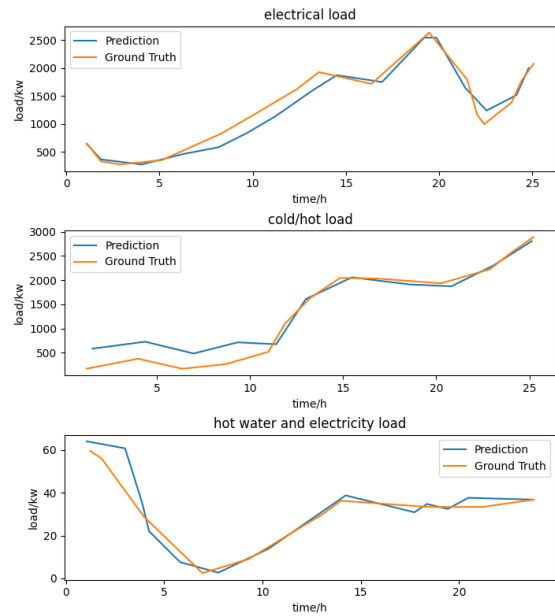 electrical load
Prediction
Ground Truth
load/kw
2500
2000
1500
1000
500
0 5 10 15 20 25
time/h
cold/hot load
Prediction
Ground Truth
load/kw
3000
2500
2000
1500
1000
500
5 10 15 20 25
time/h
hot water and electricity load
Prediction
Ground Truth
load/kw
60
40
20
0
0 5 10 15 20
time/h